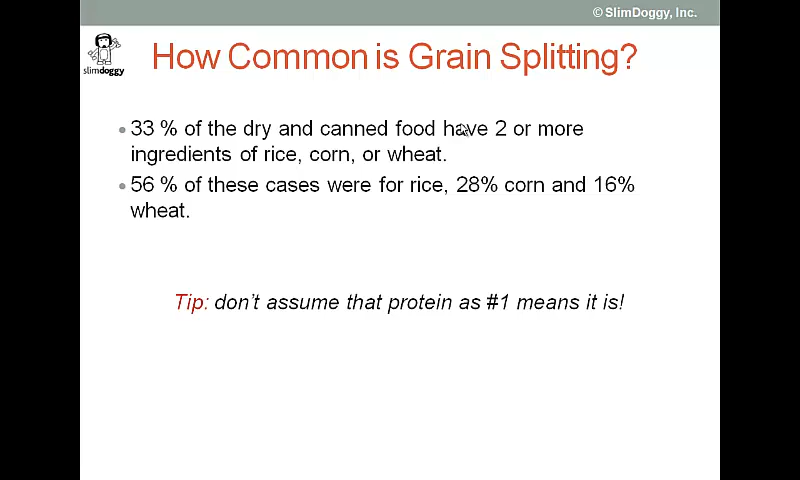 © SlimDoggy, Inc.
slimdoggy
How Common is Grain Splitting?
• 33 % of the dry and canned food have 2 or more
ingredients of rice, corn, or wheat.
• 56 % of these cases were for rice, 28% corn and 16%
wheat.
Tip: don't assume that protein as #1 means it is!